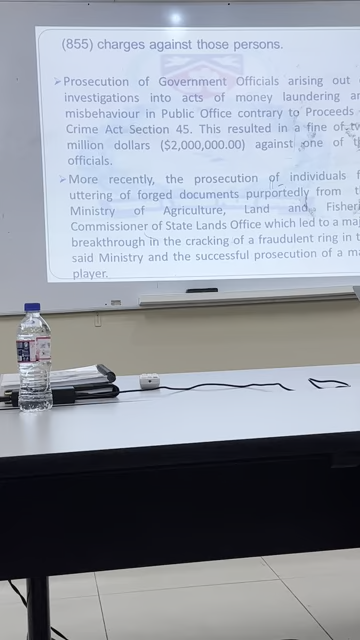 (855) charges against those persons.
➢Prosecution of Government Officials arising out
investigations into acts of money laundering
misbehaviour in Public Office contrary to Proceeds
Crime Act Section 45. This resulted in a fine of
million dollars ($2,000,000.00) against one of
officials.
➢More recently, the prosecution of individuals
uttering of forged documents purportedly from
Ministry of Agriculture, Land and
Commissioner of State Lands Office which led to a
breakthrough in the cracking of a fraudulent ring in
said Ministry and the successful prosecution of a
player.